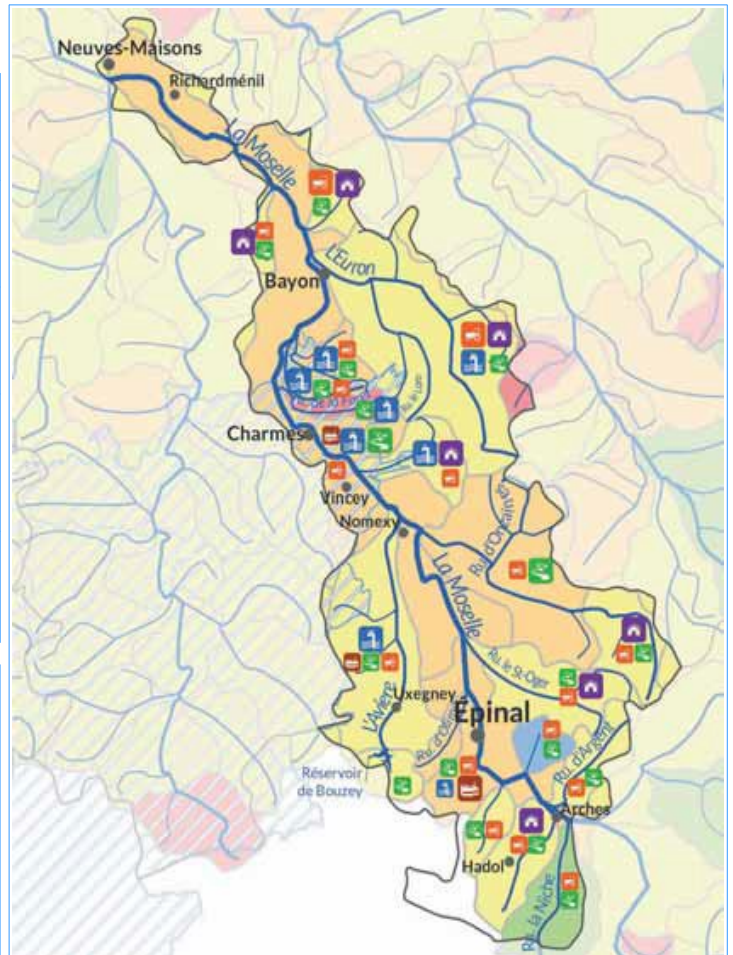 Neuves-Maisons
Richardménil
La Moselle
L'Euron
Bayon
Charmes
Vincey
Nomexy
La Moselle
Ru. le St-Oger
Uxegney
L'Avière
Épinal
Ru. d'Argent
Réservoir
de Bouzey
Arches
Hadol
Ru. la Niche